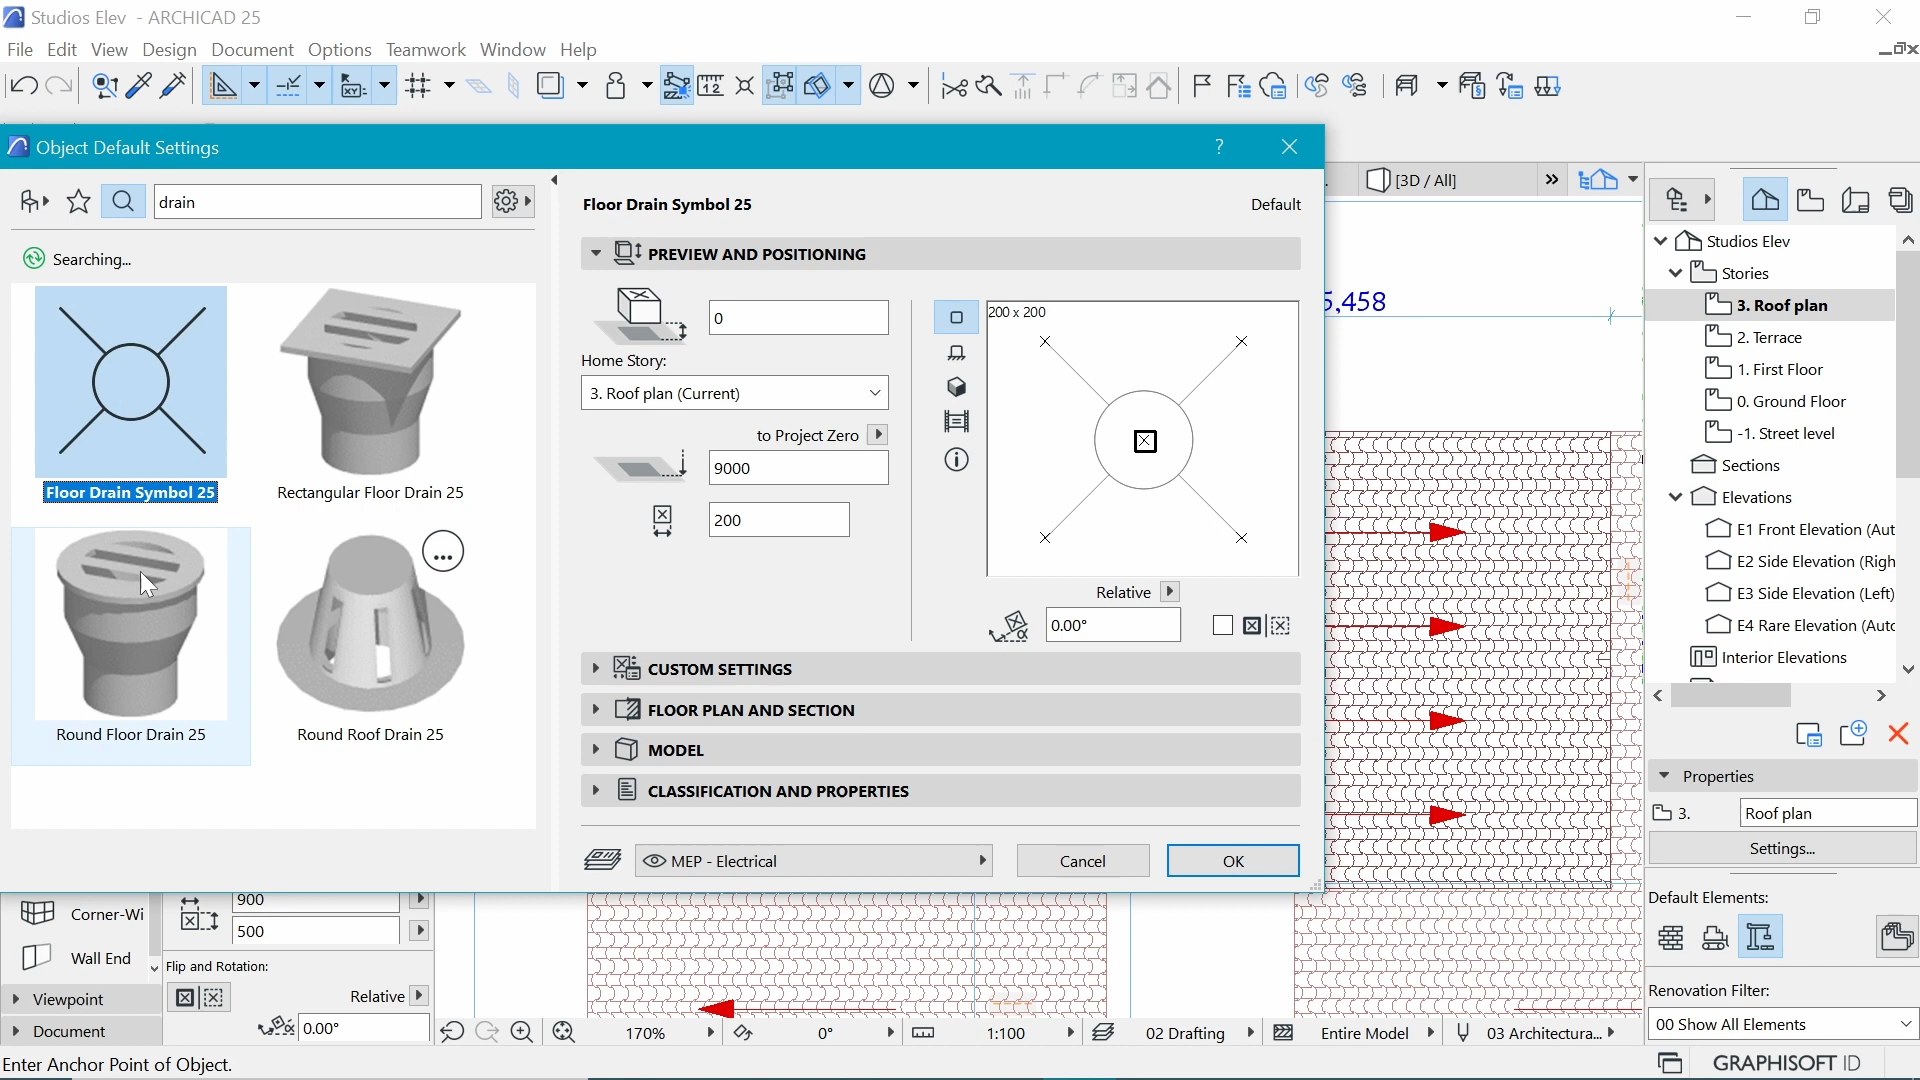 Studios Elev - ARCHICAD 25
File Edit View Design Document Options Teamwork Window Help
Object Default Settings
?
drain
Searching...
Floor Drain Symbol 25
Rectangular Floor Drain 25
Round Floor Drain 25
Round Roof Drain 25
Floor Drain Symbol 25
Default
PREVIEW AND POSITIONING
0
Home Story:
3. Roof plan (Current)
to Project Zero
9000
200
200 x 200
Relative
0.00°
CUSTOM SETTINGS
FLOOR PLAN AND SECTION
MODEL
CLASSIFICATION AND PROPERTIES
MEP - Electrical
Cancel
OK
[3D / All]
5,458
Studios Elev
Stories
3. Roof plan
2. Terrace
1. First Floor
0. Ground Floor
-1. Street level
Sections
Elevations
E1 Front Elevation (Aut
E2 Side Elevation (Righ
E3 Side Elevation (Left)
E4 Rare Elevation (Autc
Interior Elevations
Properties
3.
Roof plan
Settings...
Default Elements:
Renovation Filter:
00 Show All Elements
Corner-Wi
Wall End
Viewpoint
Document
900
500
Flip and Rotation:
Relative
0.00°
170%
0°
1:100
02 Drafting
Entire Model
03 Architectura...
Enter Anchor Point of Object.
GRAPHISOFT ID